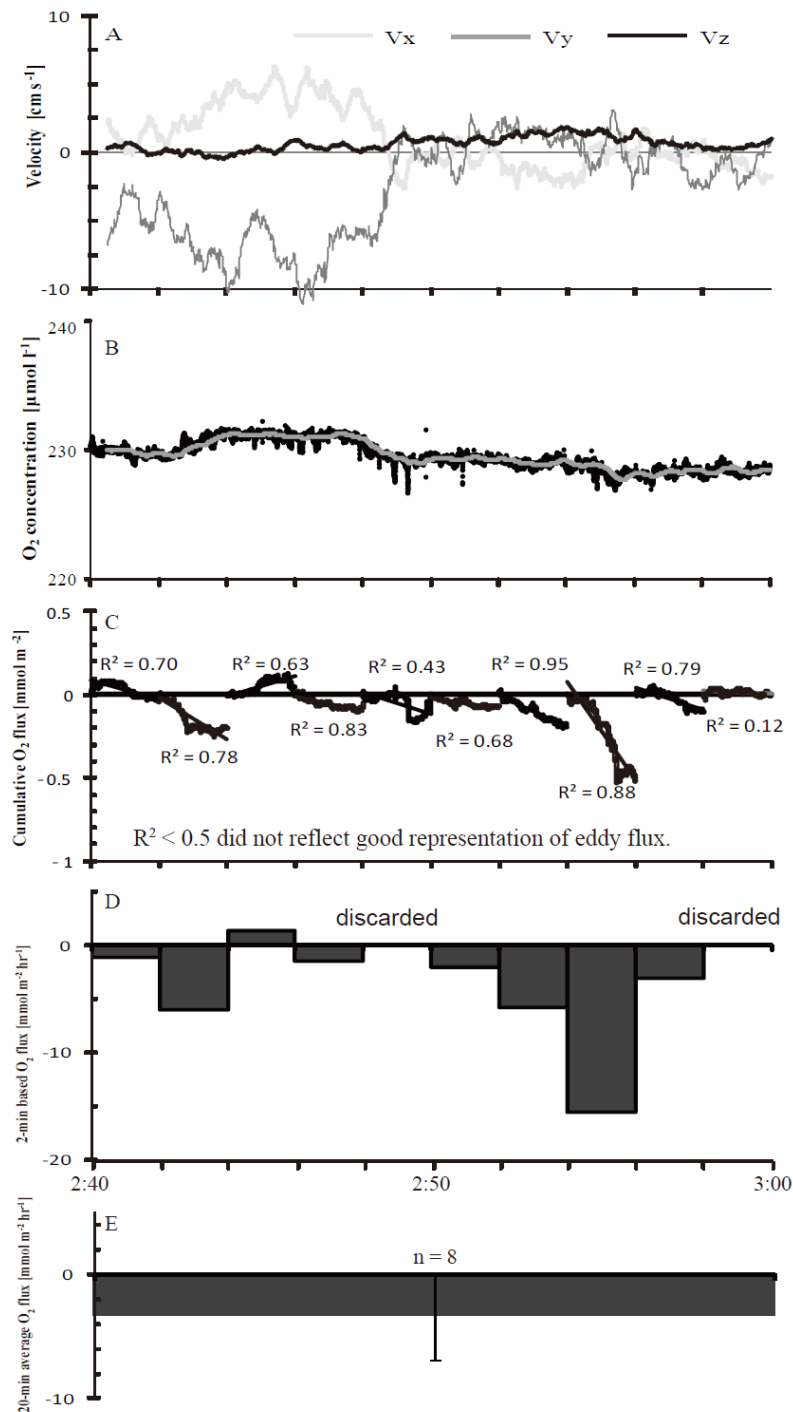 10
A
Vx
Vy
Vz
Velocity [cm s⁻¹]
0
-10
240
B
O₂ concentration [µmol l⁻¹]
230
220
0.5
C
R² = 0.70
R² = 0.63
R² = 0.43
R² = 0.95
R² = 0.79
Cumulative O₂ flux [mmol m⁻²]
0
R² = 0.78
R² = 0.83
R² = 0.68
R² = 0.88
R² = 0.12
-0.5
R² < 0.5 did not reflect good representation of eddy flux.
-1
D
discarded
discarded
2-min based O₂ flux [mmol m⁻² hr⁻¹]
0
-10
-20
2:40
2:50
3:00
E
n = 8
20-min average O₂ flux [mmol m⁻² hr⁻¹]
0
-10